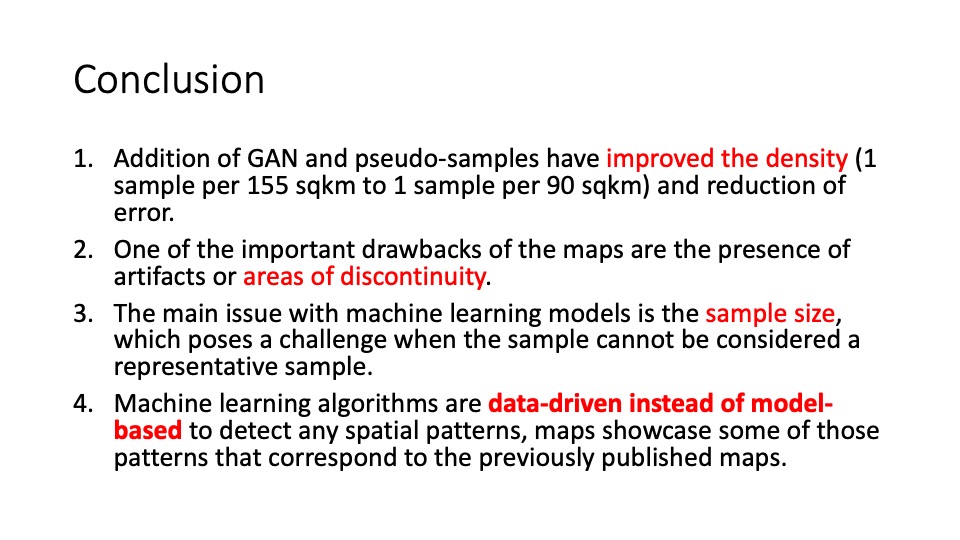 Conclusion
1. Addition of GAN and pseudo-samples have improved the density (1
sample per 155 sqkm to 1 sample per 90 sqkm) and reduction of
error.
2. One of the important drawbacks of the maps are the presence of
artifacts or areas of discontinuity.
3. The main issue with machine learning models is the sample size,
which poses a challenge when the sample cannot be considered a
representative sample.
4. Machine learning algorithms are data-driven instead of model-
based to detect any spatial patterns, maps showcase some of those
patterns that correspond to the previously published maps.